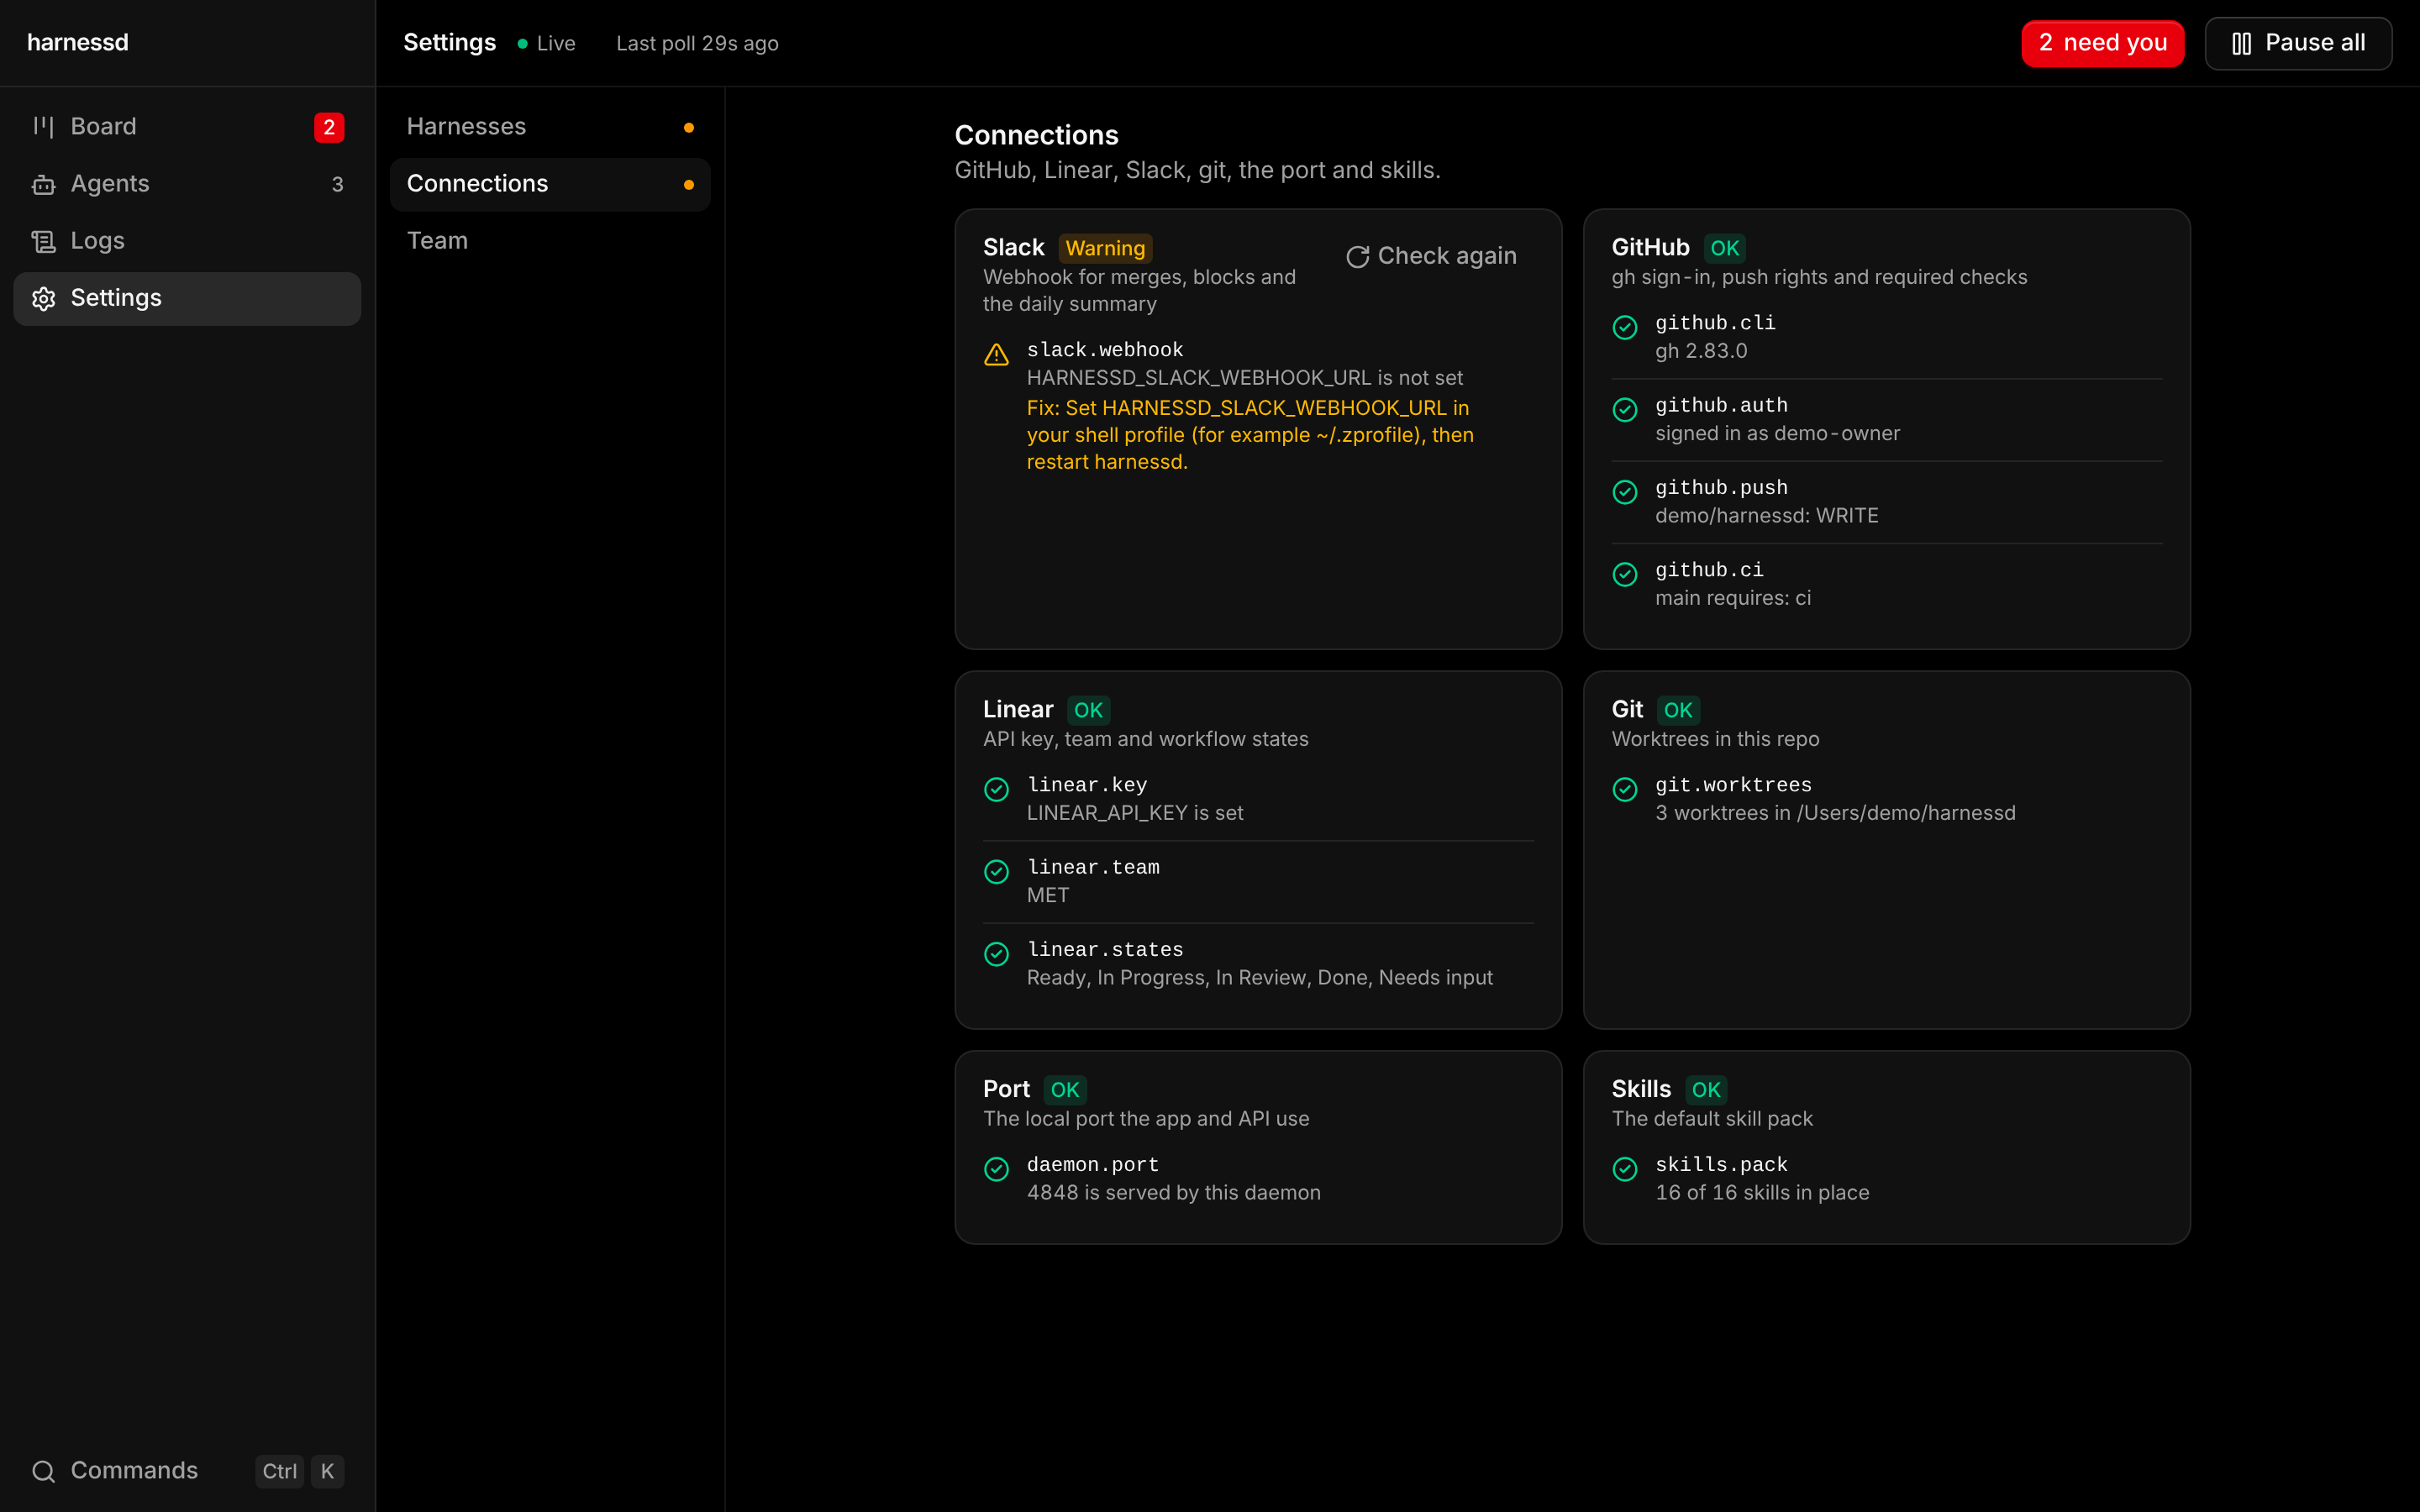 harnessd
Settings
Live
Last poll 29s ago
2 need you
Pause all
Board
2
Agents
3
Logs
Settings
Commands
Ctrl K
Harnesses
Connections
Team
Connections
GitHub, Linear, Slack, git, the port and skills.
Slack
Warning
Webhook for merges, blocks and
the daily summary
Check again
slack.webhook
HARNESSD_SLACK_WEBHOOK_URL is not set
Fix: Set HARNESSD_SLACK_WEBHOOK_URL in
your shell profile (for example ~/.zprofile), then
restart harnessd.
GitHub
OK
gh sign-in, push rights and required checks
github.cli
gh 2.83.0
github.auth
signed in as demo-owner
github.push
demo/harnessd: WRITE
github.ci
main requires: ci
Linear
OK
API key, team and workflow states
linear.key
LINEAR_API_KEY is set
linear.team
MET
linear.states
Ready, In Progress, In Review, Done, Needs input
Git
OK
Worktrees in this repo
git.worktrees
3 worktrees in /Users/demo/harnessd
Port
OK
The local port the app and API use
daemon.port
4848 is served by this daemon
Skills
OK
The default skill pack
skills.pack
16 of 16 skills in place